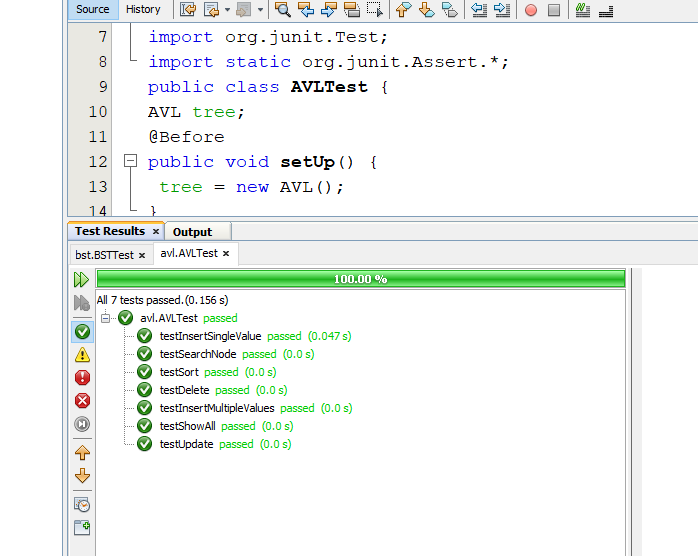 Source History
7 import org.junit.Test;
8 import static org.junit.Assert.*;
9 public class AVLTest {
10 AVL tree;
11 @Before
12 public void setUp() {
13 tree = new AVL();
14 }
Test Results × Output
bst.BSTTest × avl.AVLTest ×
100.00 %
All 7 tests passed.(0.156 s)
avl.AVLTest passed
testInsertSingleValue passed (0.047 s)
testSearchNode passed (0.0 s)
testSort passed (0.0 s)
testDelete passed (0.0 s)
testInsertMultipleValues passed (0.0 s)
testShowAll passed (0.0 s)
testUpdate passed (0.0 s)